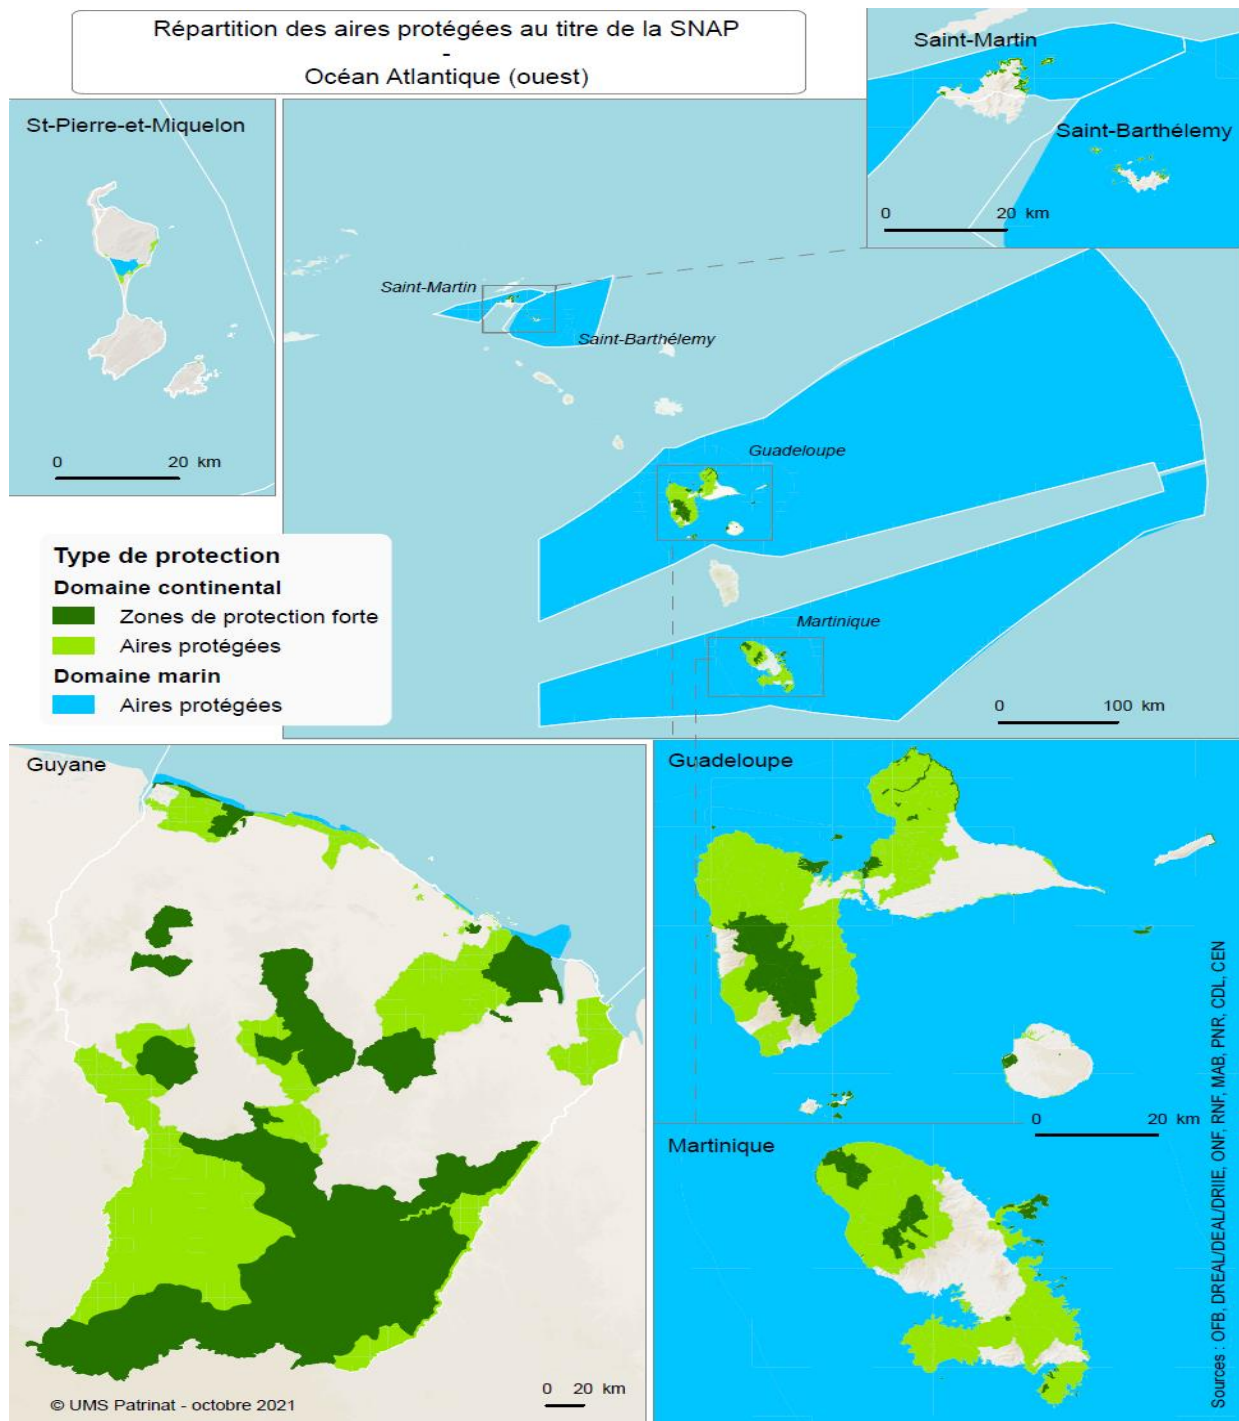 Répartition des aires protégées au titre de la SNAP
-
Océan Atlantique (ouest)
St-Pierre-et-Miquelon
0 20 km
Saint-Martin
Saint-Barthélemy
0 20 km
Saint-Martin
Saint-Barthélemy
Guadeloupe
Martinique
0 100 km
Type de protection
Domaine continental
Zones de protection forte
Aires protégées
Domaine marin
Aires protégées
Guyane
0 20 km
© UMS Patrinat - octobre 2021
Guadeloupe
0 20 km
Martinique
Sources : OFB, DREAL/DEAL/DRIIE, ONF, RNF, MAB, PNR, CDL, CEN